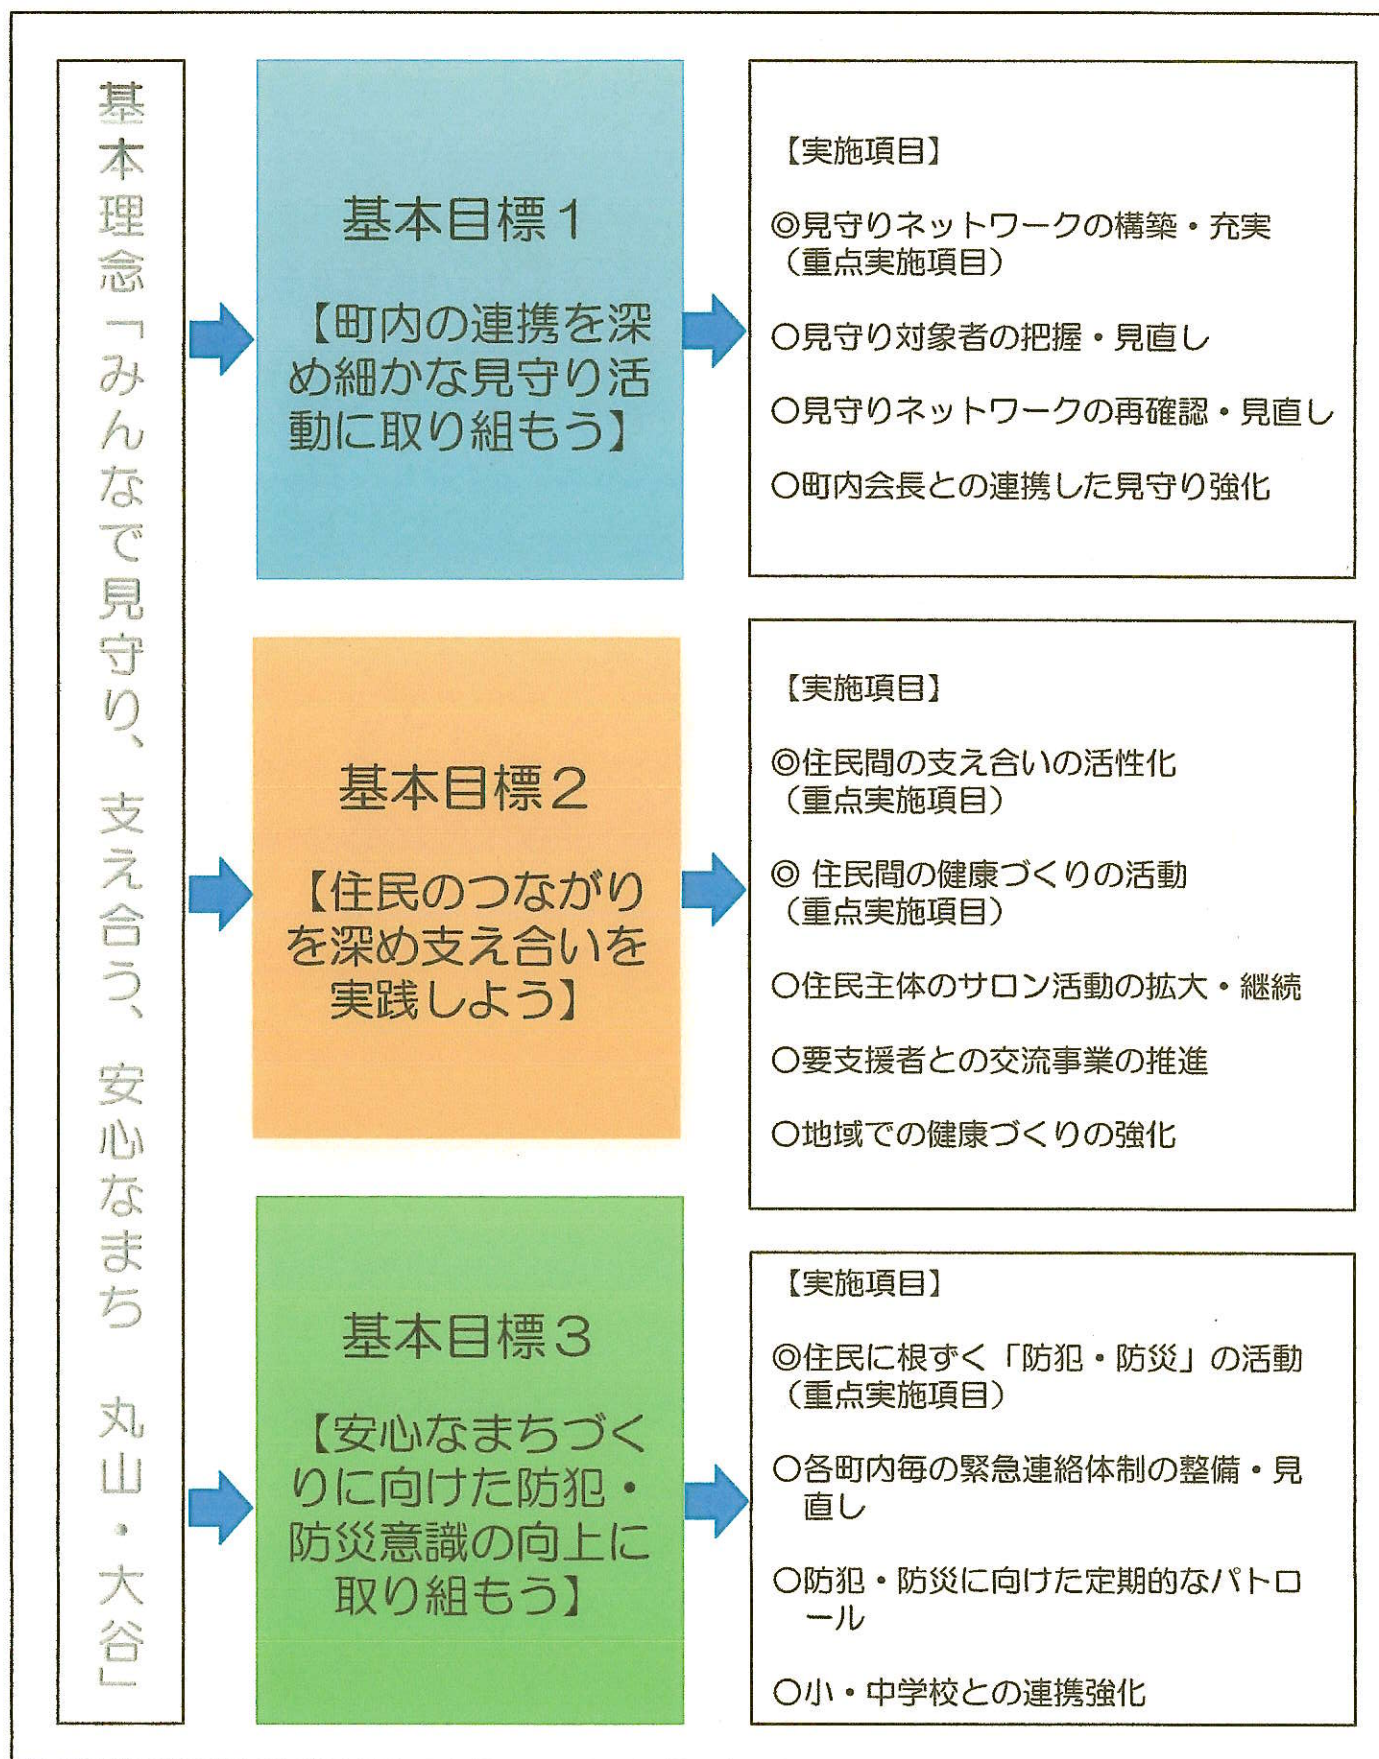 基本理念「みんなで見守り、支え合う、安心なまち 丸山・大谷」
基本目標1
【町内の連携を深
め細かな見守り活
動に取り組もう】
【実施項目】
◎見守りネットワークの構築・充実
（重点実施項目）
○見守り対象者の把握・見直し
○見守りネットワークの再確認・見直し
○町内会長との連携した見守り強化
基本目標2
【住民のつながり
を深め支え合いを
実践しよう】
【実施項目】
◎住民間の支え合いの活性化
（重点実施項目）
◎ 住民間の健康づくりの活動
（重点実施項目）
○住民主体のサロン活動の拡大・継続
○要支援者との交流事業の推進
○地域での健康づくりの強化
基本目標3
【安心なまちづく
りに向けた防犯・
防災意識の向上に
取り組もう】
【実施項目】
◎住民に根ずく「防犯・防災」の活動
（重点実施項目）
○各町内毎の緊急連絡体制の整備・見
直し
○防犯・防災に向けた定期的なパトロ
ール
○小・中学校との連携強化